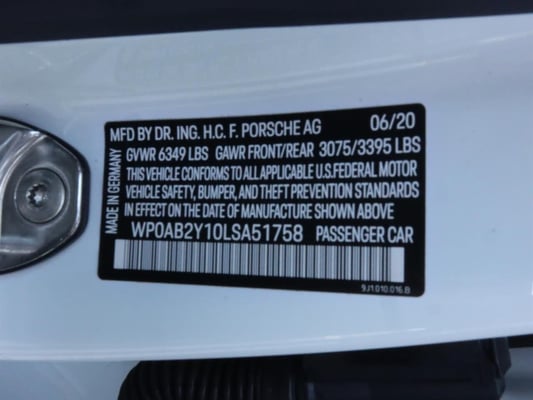 MFD BY DR. ING. H.C. F. PORSCHE AG 06/20
GVWR 6349 LBS GAWR FRONT/REAR 3075/3395 LBS
THIS VEHICLE CONFORMS TO ALL APPLICABLE U.S.FEDERAL MOTOR
VEHICLE SAFETY, BUMPER, AND THEFT PREVENTION STANDARDS
IN EFFECT ON THE DATE OF MANUFACTURE SHOWN ABOVE.
WP0AB2Y10LSA51758 PASSENGER CAR
MADE IN GERMANY
9J1.010.016.B